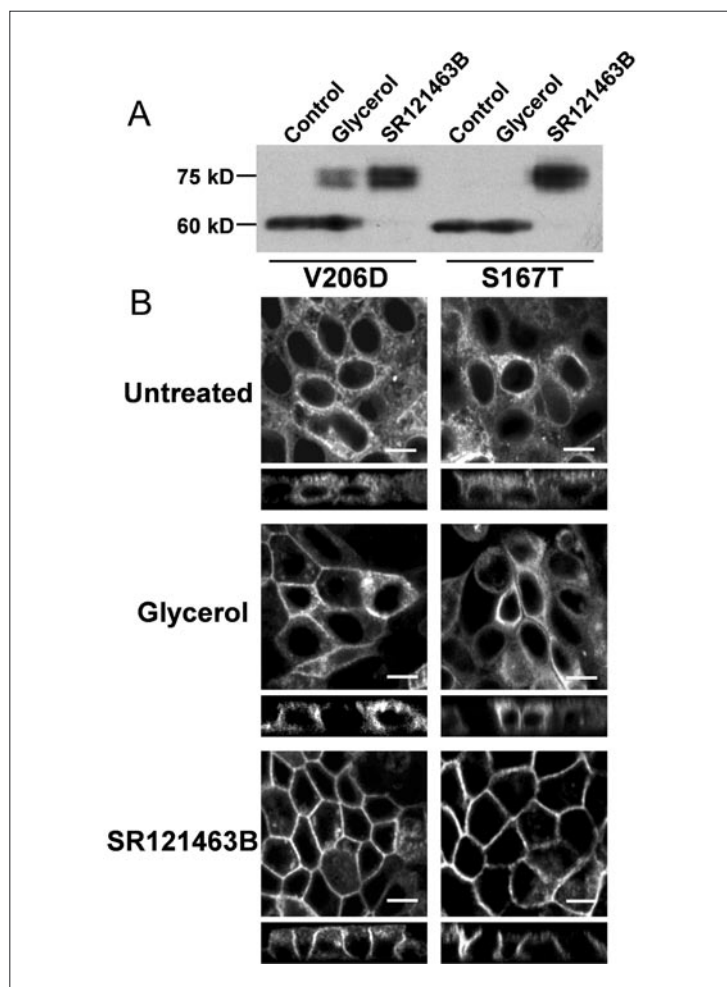 A
Control
Glycerol
SR121463B
Control
Glycerol
SR121463B
75 kD
60 kD
V206D
S167T
B
Untreated
Glycerol
SR121463B